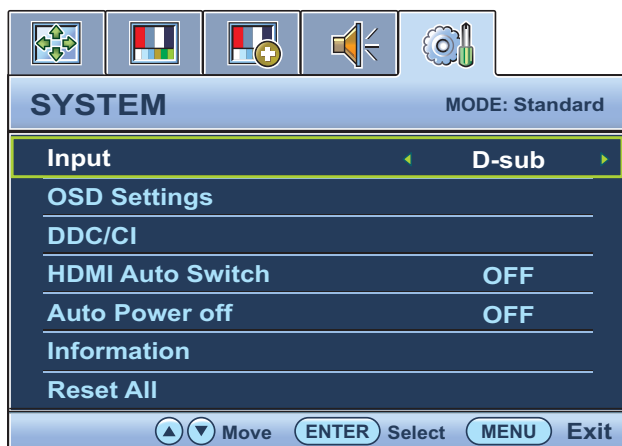 SYSTEM MODE: Standard
Input D-sub
OSD Settings
DDC/CI
HDMI Auto Switch OFF
Auto Power off OFF
Information
Reset All
Move ENTER Select MENU Exit